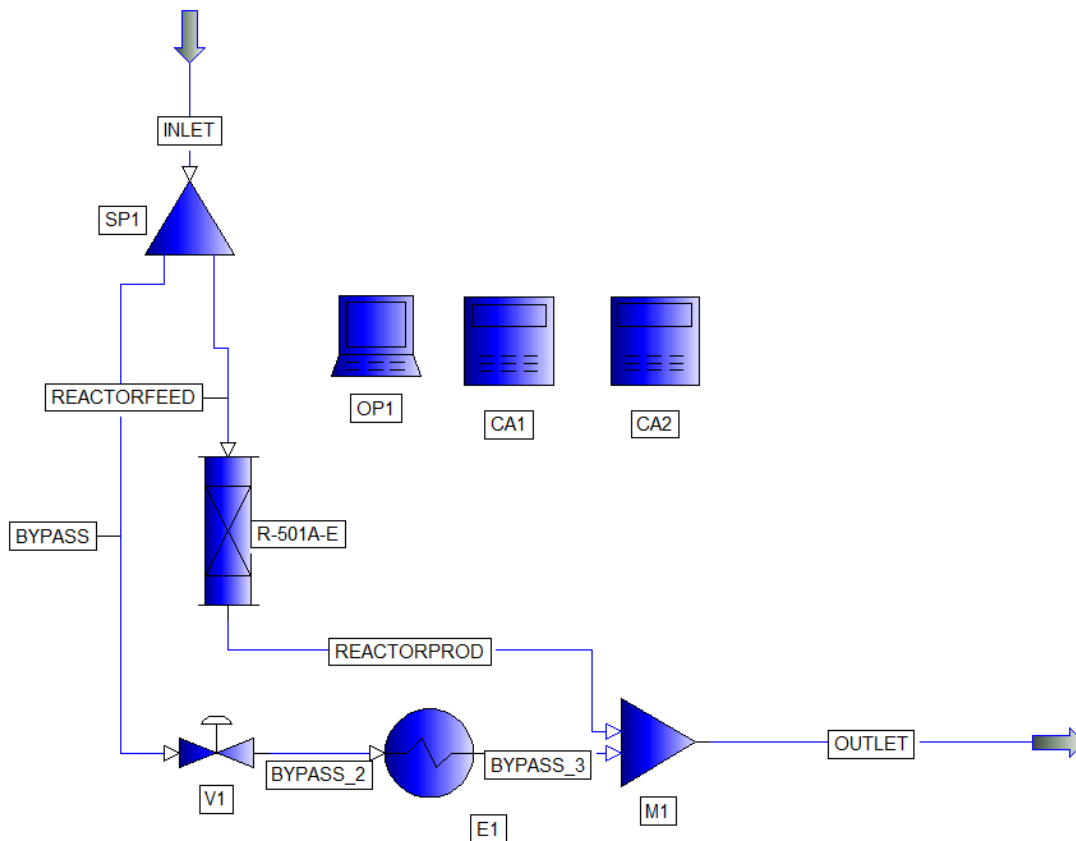 INLET
SP1
REACTORFEED
OP1
CA1
CA2
BYPASS
R-501A-E
REACTORPROD
OUTLET
BYPASS_2
BYPASS_3
V1
E1
M1